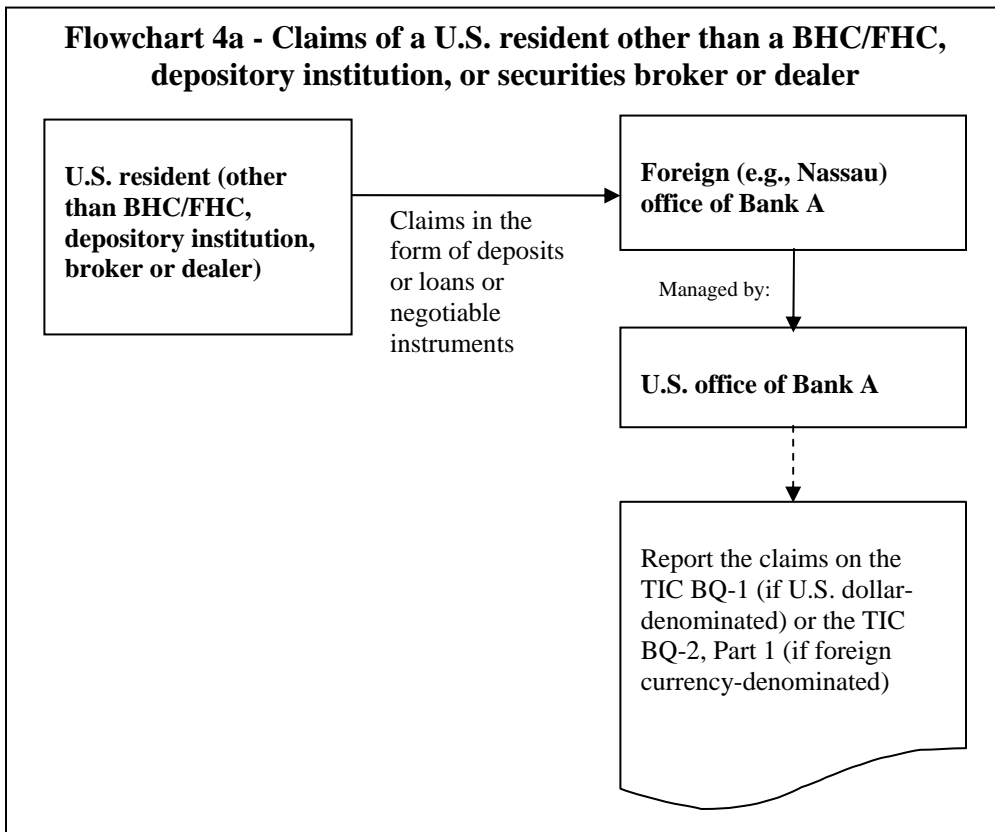 Flowchart 4a - Claims of a U.S. resident other than a BHC/FHC,
depository institution, or securities broker or dealer
U.S. resident (other
than BHC/FHC,
depository institution,
broker or dealer)
Claims in the
form of deposits
or loans or
negotiable
instruments
Foreign (e.g., Nassau)
office of Bank A
Managed by:
U.S. office of Bank A
Report the claims on the
TIC BQ-1 (if U.S. dollar-
denominated) or the TIC
BQ-2, Part 1 (if foreign
currency-denominated)